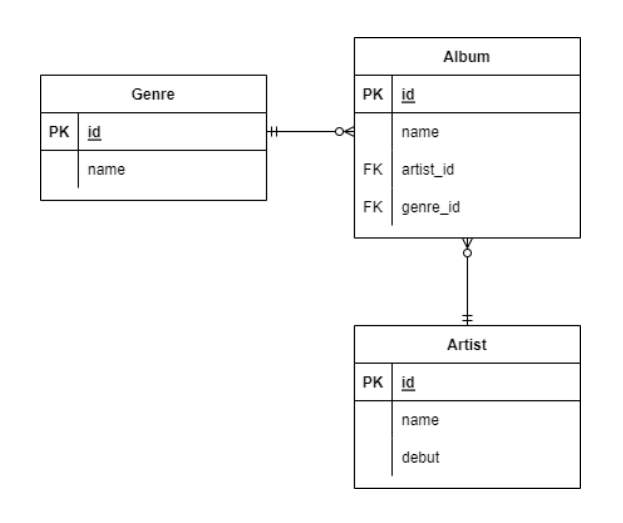 Genre
PK id
name
Album
PK id
name
FK artist_id
FK genre_id
Artist
PK id
name
debut